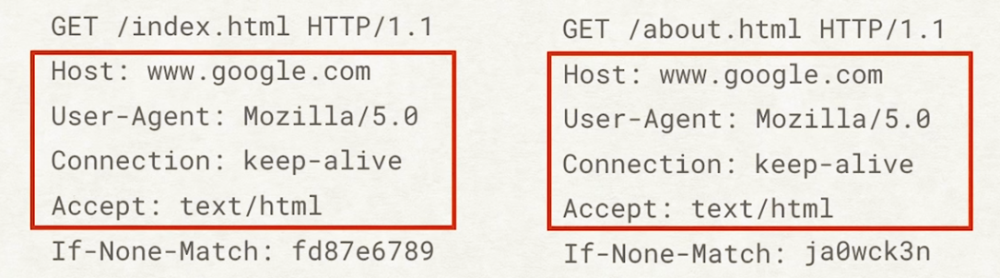 GET /index.html HTTP/1.1
Host: www.google.com
User-Agent: Mozilla/5.0
Connection: keep-alive
Accept: text/html
If-None-Match: fd87e6789
GET /about.html HTTP/1.1
Host: www.google.com
User-Agent: Mozilla/5.0
Connection: keep-alive
Accept: text/html
If-None-Match: ja0wck3n